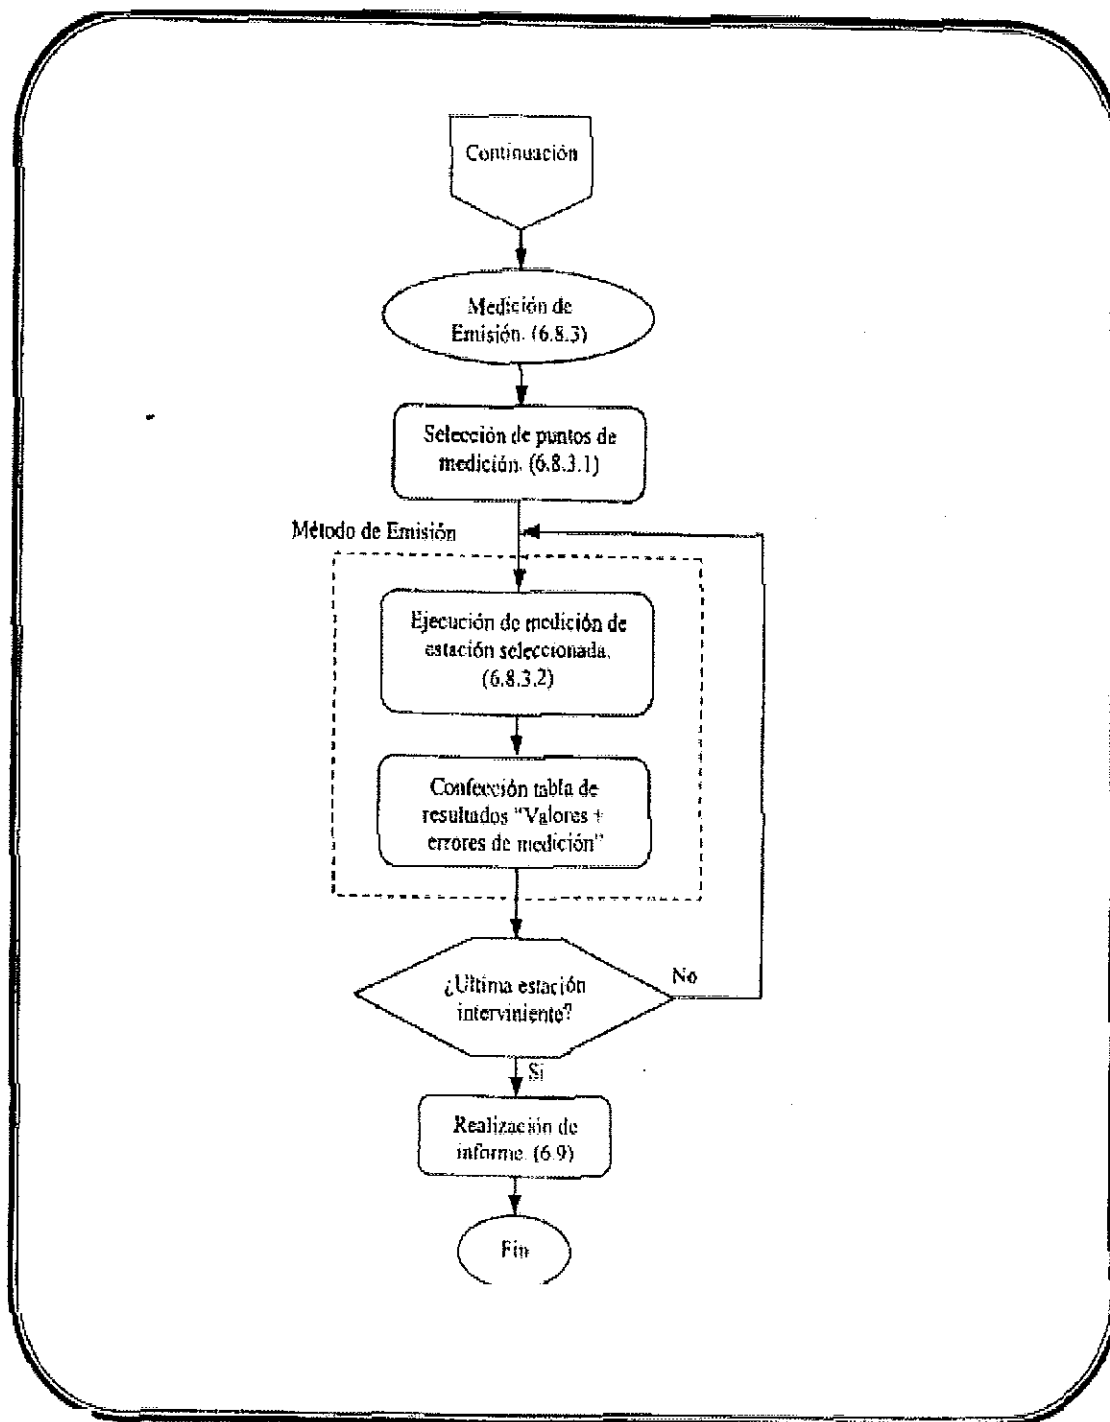 Continuación
Medición de
Emisión. (6.8.3)
Selección de puntos de
medición. (6.8.3.1)
Método de Emisión
Ejecución de medición de
estación seleccionada.
(6.8.3.2)
Confección tabla de
resultados "Valores +
errores de medición"
¿Ultima estación
interviniente?
No
Si
Realización de
informe. (6.9)
Fin